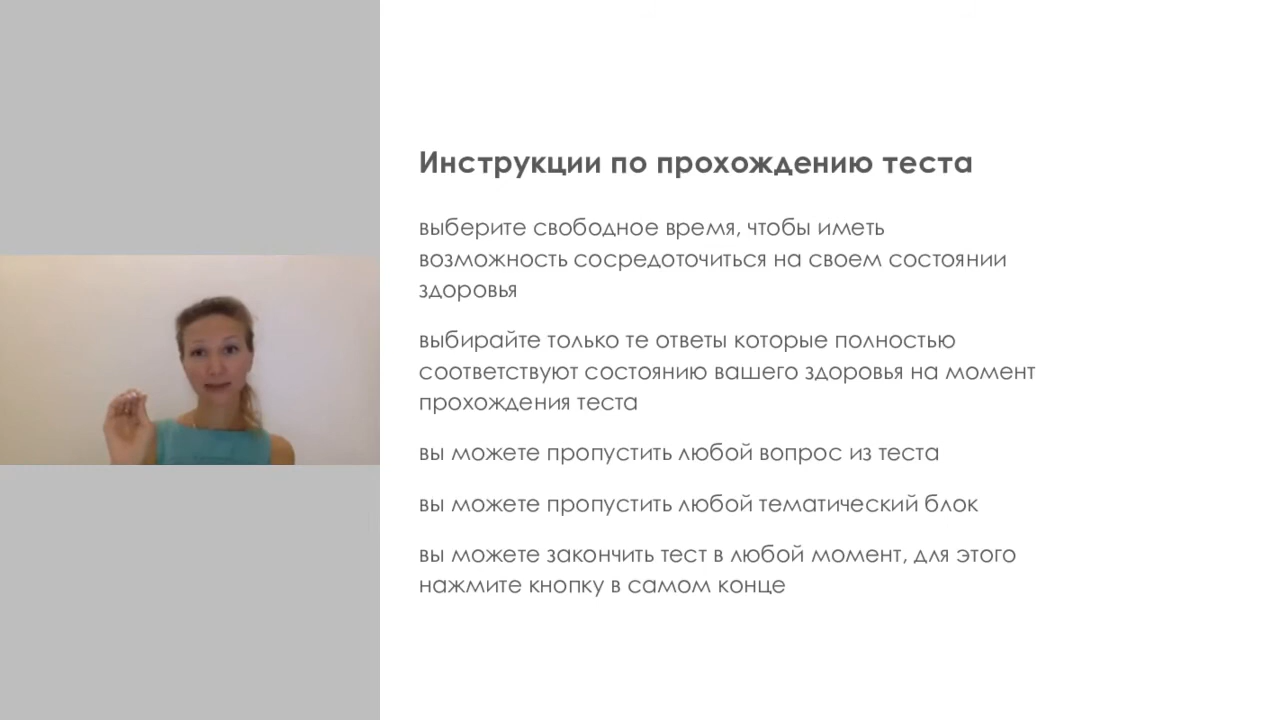 Инструкции по прохождению теста
выберите свободное время, чтобы иметь
возможность сосредоточиться на своем состоянии
здоровья
выбирайте только те ответы которые полностью
соответствуют состоянию вашего здоровья на момент
прохождения теста
вы можете пропустить любой вопрос из теста
вы можете пропустить любой тематический блок
вы можете закончить тест в любой момент, для этого
нажмите кнопку в самом конце